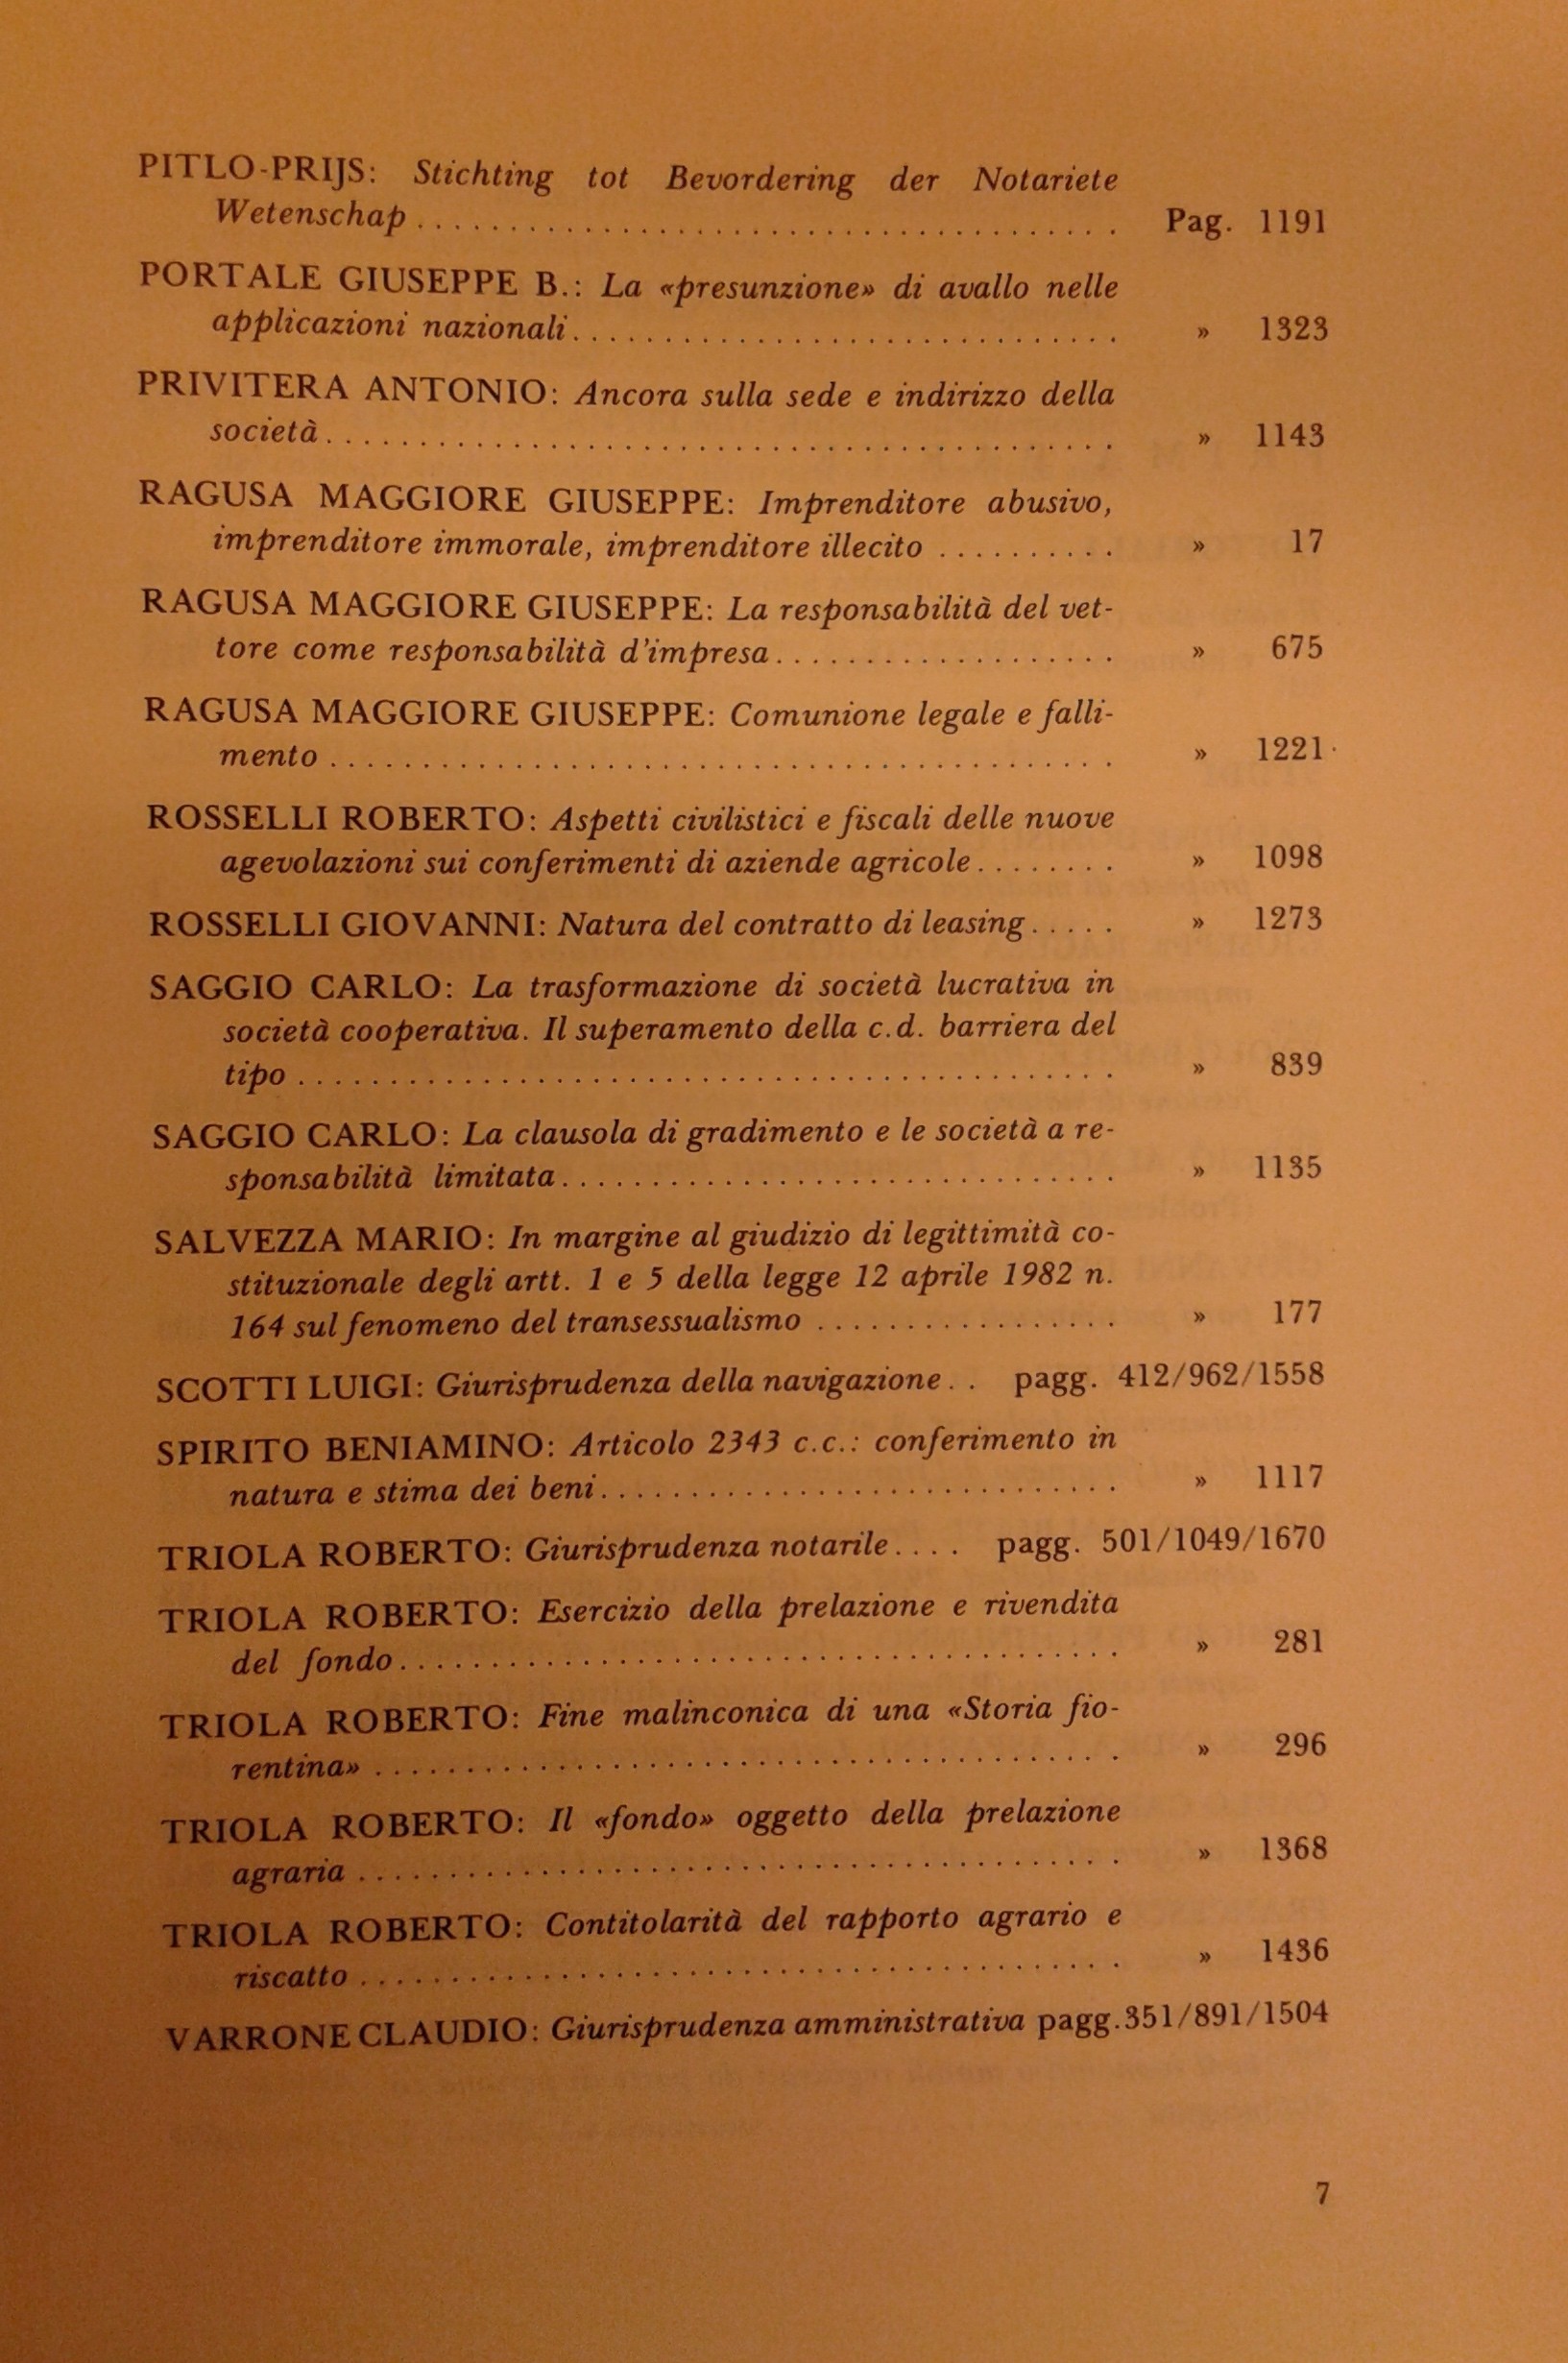 PITLO-PRIJS: Stichting tot Bevordering der Notariete
Wetenschap ....................................... Pag. 1191
PORTALE GIUSEPPE B.: La «presunzione» di avallo nelle
applicazioni nazionali.............................. » 1323
PRIVITERA ANTONIO: Ancora sulla sede e indirizzo della
società........................................... » 1143
RAGUSA MAGGIORE GIUSEPPE: Imprenditore abusivo,
imprenditore immorale, imprenditore illecito .......... » 17
RAGUSA MAGGIORE GIUSEPPE: La responsabilità del vet-
tore come responsabilità d'impresa................... » 675
RAGUSA MAGGIORE GIUSEPPE: Comunione legale e falli-
mento ........................................... » 1221
ROSSELLI ROBERTO: Aspetti civilistici e fiscali delle nuove
agevolazioni sui conferimenti di aziende agricole........ » 1098
ROSSELLI GIOVANNI: Natura del contratto di leasing..... » 1273
SAGGIO CARLO: La trasformazione di società lucrativa in
società cooperativa. Il superamento della c.d. barriera del
tipo ............................................. » 839
SAGGIO CARLO: La clausola di gradimento e le società a re-
sponsabilità limitata............................... » 1135
SALVEZZA MARIO: In margine al giudizio di legittimità co-
stituzionale degli artt. 1 e 5 della legge 12 aprile 1982 n.
164 sul fenomeno del transessualismo ................. » 177
SCOTTI LUIGI: Giurisprudenza della navigazione.. pagg. 412/962/1558
SPIRITO BENIAMINO: Articolo 2343 c.c.: conferimento in
natura e stima dei beni............................. » 1117
TRIOLA ROBERTO: Giurisprudenza notarile.... pagg. 501/1049/1670
TRIOLA ROBERTO: Esercizio della prelazione e rivendita
del fondo........................................ » 281
TRIOLA ROBERTO: Fine malinconica di una «Storia fio-
rentina» ......................................... » 296
TRIOLA ROBERTO: Il «fondo» oggetto della prelazione
agraria .......................................... » 1368
TRIOLA ROBERTO: Contitolarità del rapporto agrario e
riscatto .......................................... » 1436
VARRONE CLAUDIO: Giurisprudenza amministrativa pagg.351/891/1504
7